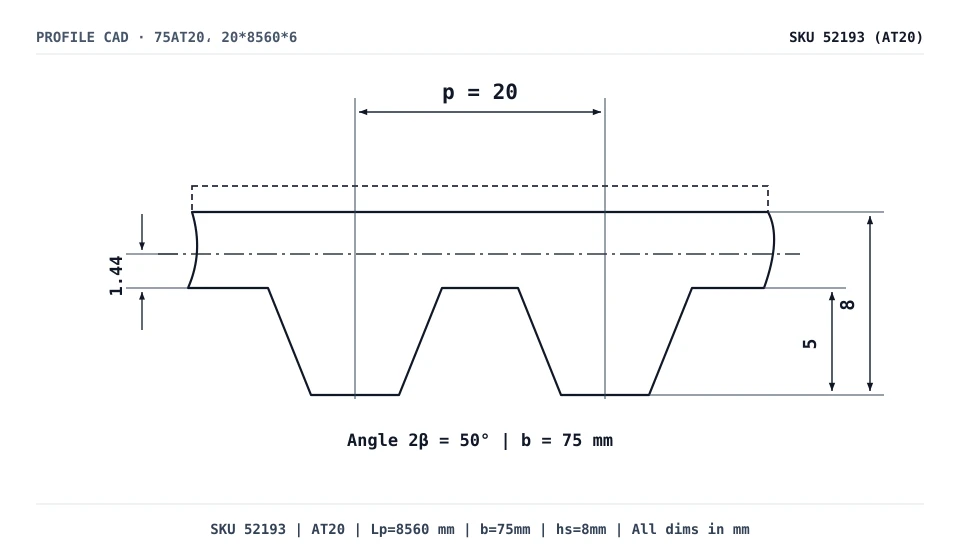 PROFILE CAD · 75AT20، 20*8560*6
SKU 52193 (AT20)
p = 20
1.44
8
5
Angle 2β = 50° | b = 75 mm
SKU 52193 | AT20 | Lp=8560 mm | b=75mm | hs=8mm | All dims in mm